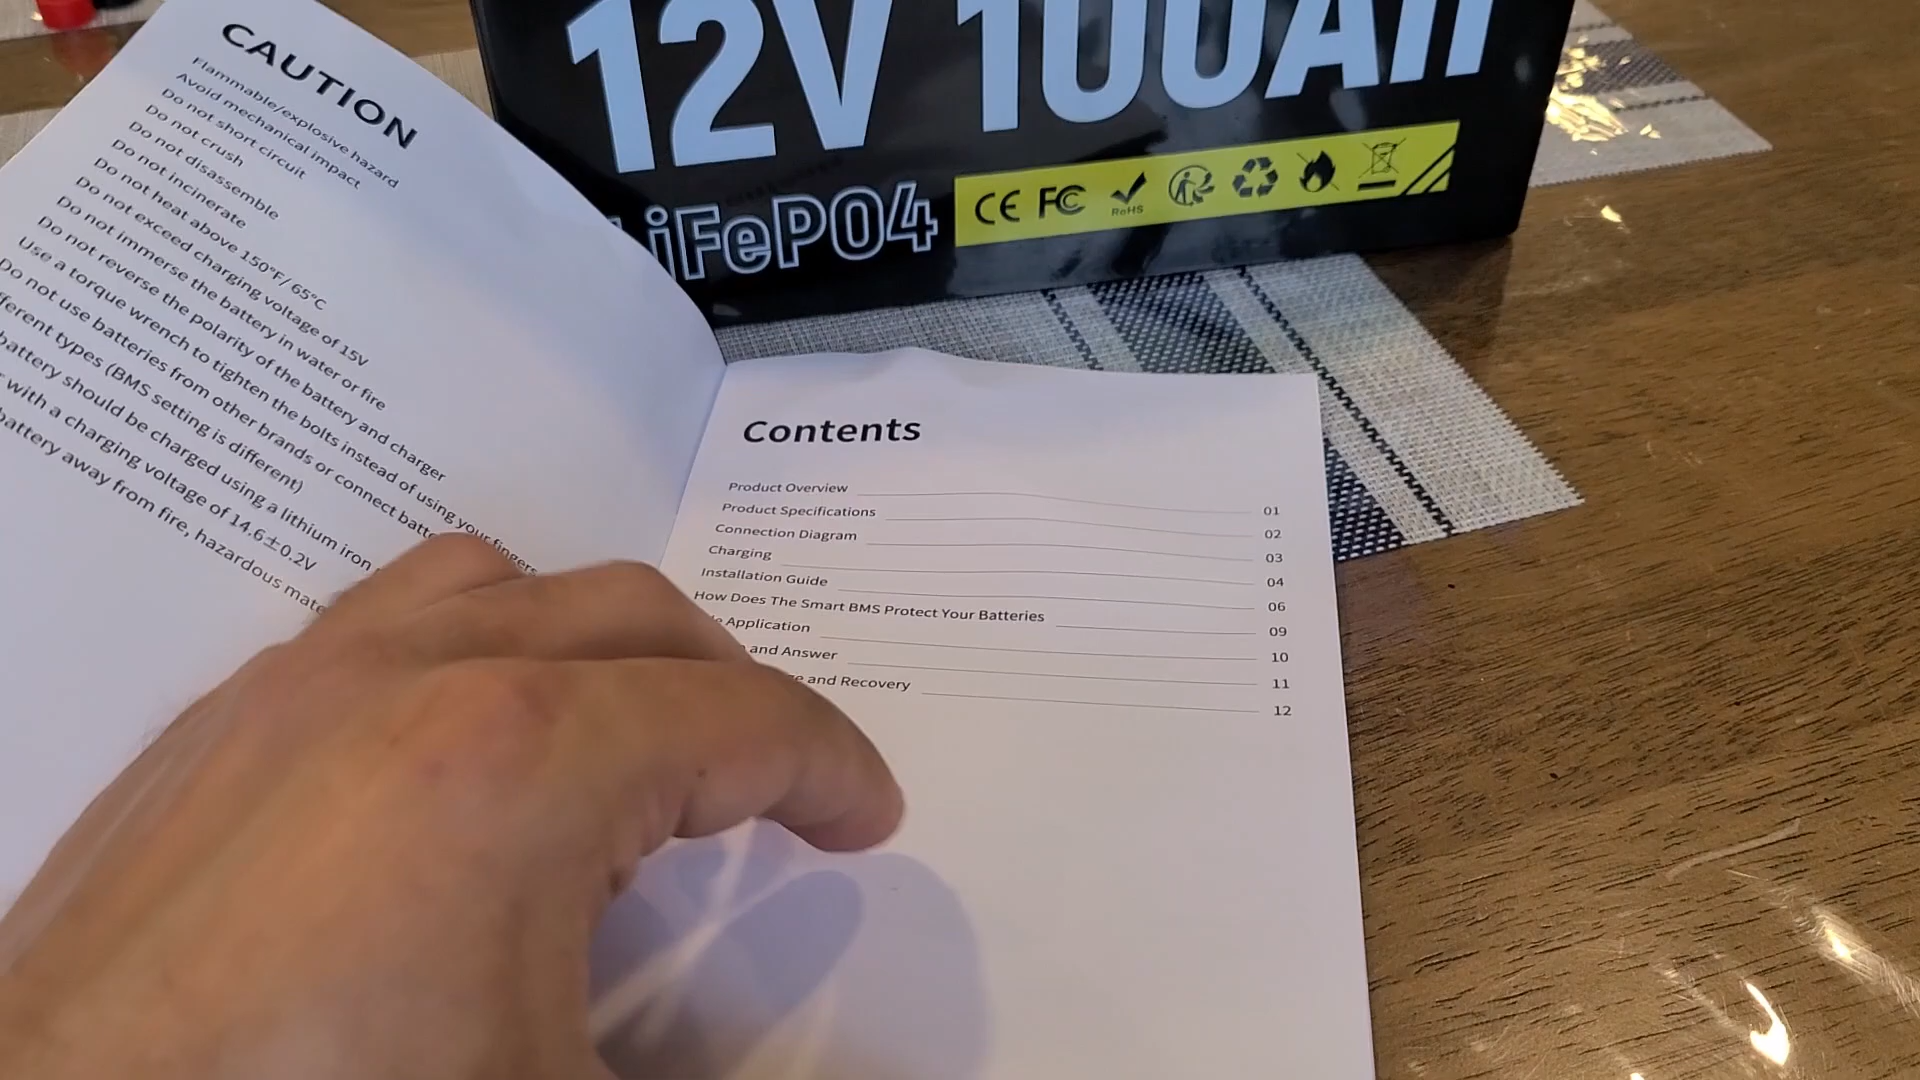 CAUTION
Flammable/explosive hazard
Avoid mechanical impact
Do not short circuit
Do not crush
Do not disassemble
Do not incinerate
Do not heat above 150°F/ 65°C
Do not exceed charging voltage of 15V
Do not immerse the battery in water or fire
Do not reverse the polarity of the battery and charger
Use a torque wrench to tighten the bolts instead of using your fingers
Do not use batteries from other brands or connect
types (BMS setting is different)
battery should be charged using a lithium iron
with a charging voltage of 14.6±0.2V
battery away from fire, hazardous
12V 100Ah
LiFePO4
CE FC RoHS
Contents
Product Overview 01
Product Specifications 02
Connection Diagram 03
Charging 04
Installation Guide 06
How Does The Smart BMS Protect Your Batteries 09
Application 10
and Answer 11
and Recovery 12